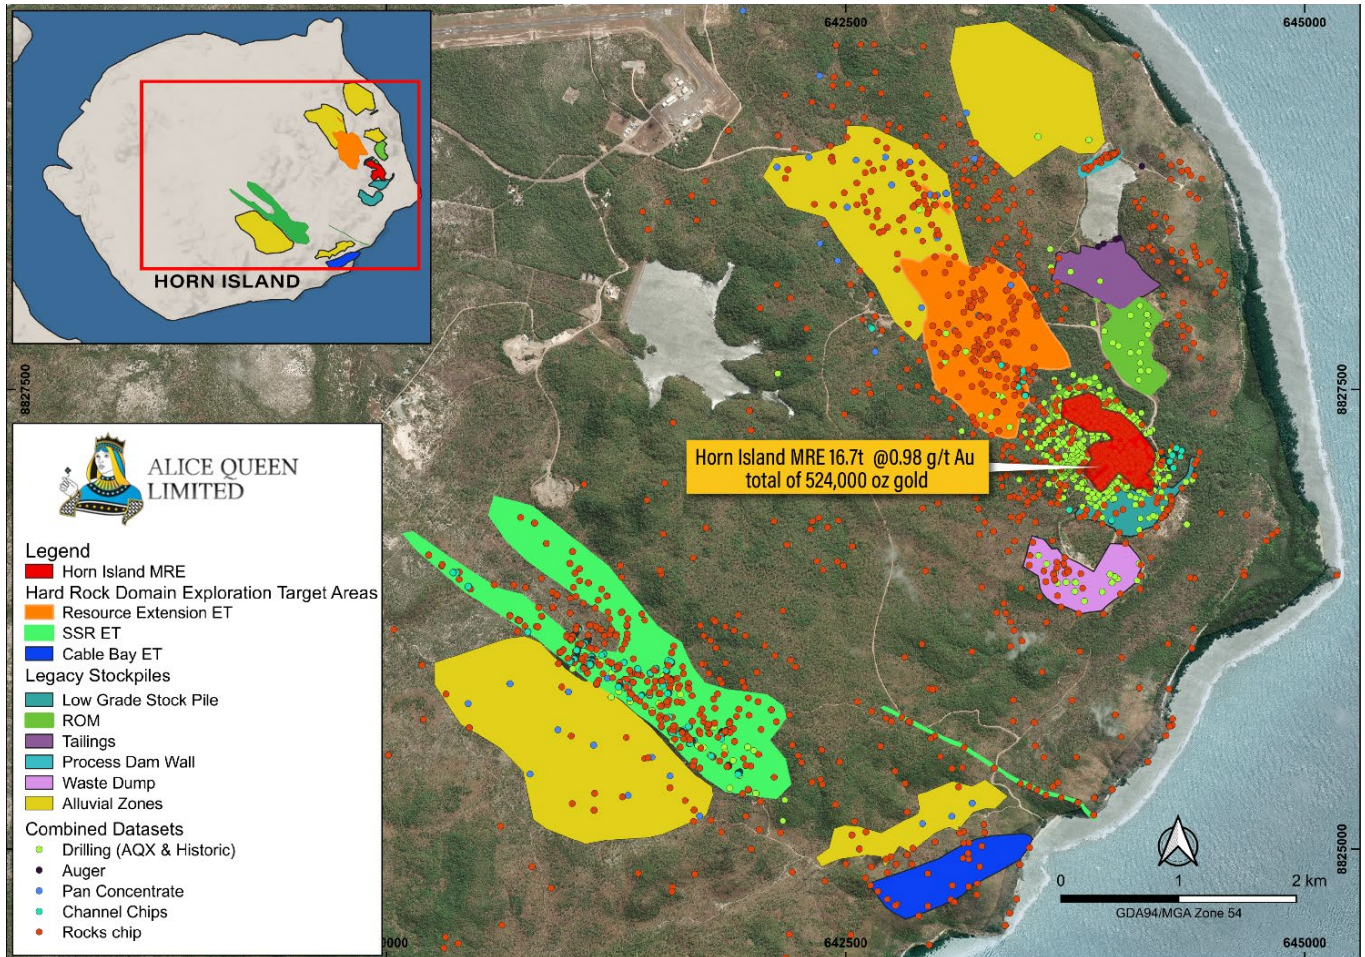 642500
645000
HORN ISLAND
8827500
8827500
Horn Island MRE 16.7t @0.98 g/t Au
total of 524,000 oz gold
ALICE QUEEN
LIMITED
Legend
Horn Island MRE
Hard Rock Domain Exploration Target Areas
Resource Extension ET
SSR ET
Cable Bay ET
Legacy Stockpiles
Low Grade Stock Pile
ROM
Tailings
Process Dam Wall
Waste Dump
Alluvial Zones
Combined Datasets
Drilling (AQX & Historic)
Auger
Pan Concentrate
Channel Chips
Rocks chip
8825000
0 1 2 km
GDA94/MGA Zone 54
0000
642500
645000